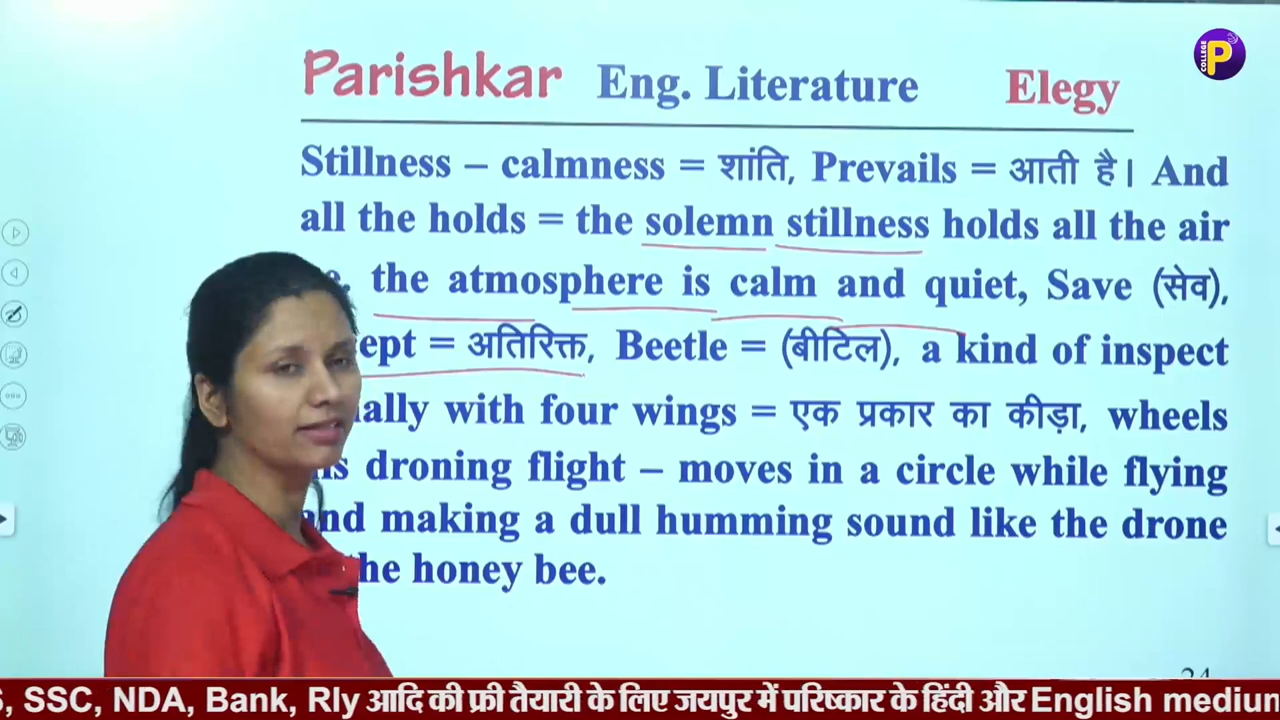 Parishkar Eng. Literature Elegy
COLLEGE P
Stillness – calmness = शांति, Prevails = आती है। And
all the holds = the solemn stillness holds all the air
the atmosphere is calm and quiet, Save (सेव),
ept = अतिरिक्त, Beetle = (बीटिल), a kind of inspect
ally with four wings = एक प्रकार का कीड़ा, wheels
droning flight – moves in a circle while flying
and making a dull humming sound like the drone
the honey bee.
SSC, NDA, Bank, Rly आदि की फ्री तैयारी के लिए जयपुर में परिष्कार के हिंदी और English medium